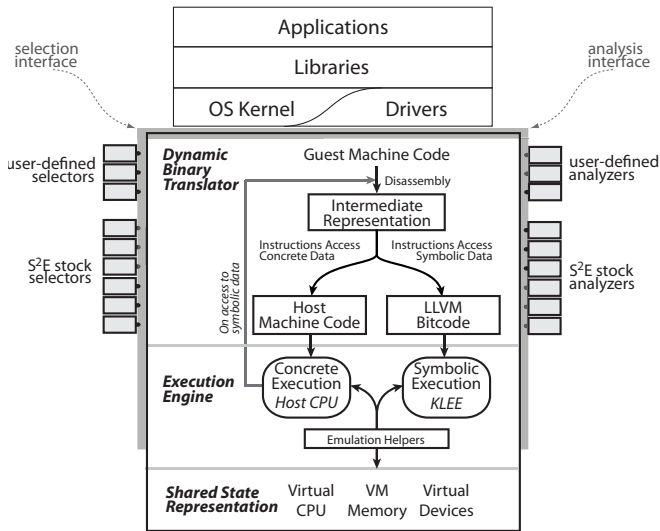 Applications
Libraries
OS Kernel
Drivers
selection
interface
analysis
interface
user-defined
selectors
S²E stock
selectors
user-defined
analyzers
S²E stock
analyzers
Dynamic
Binary
Translator
Guest Machine Code
Disassembly
Intermediate
Representation
Instructions Access
Concrete Data
Instructions Access
Symbolic Data
On access to
symbolic data
Host
Machine Code
LLVM
Bitcode
Execution
Engine
Concrete
Execution
Host CPU
Symbolic
Execution
KLEE
Emulation Helpers
Shared State
Representation
Virtual
CPU
VM
Memory
Virtual
Devices